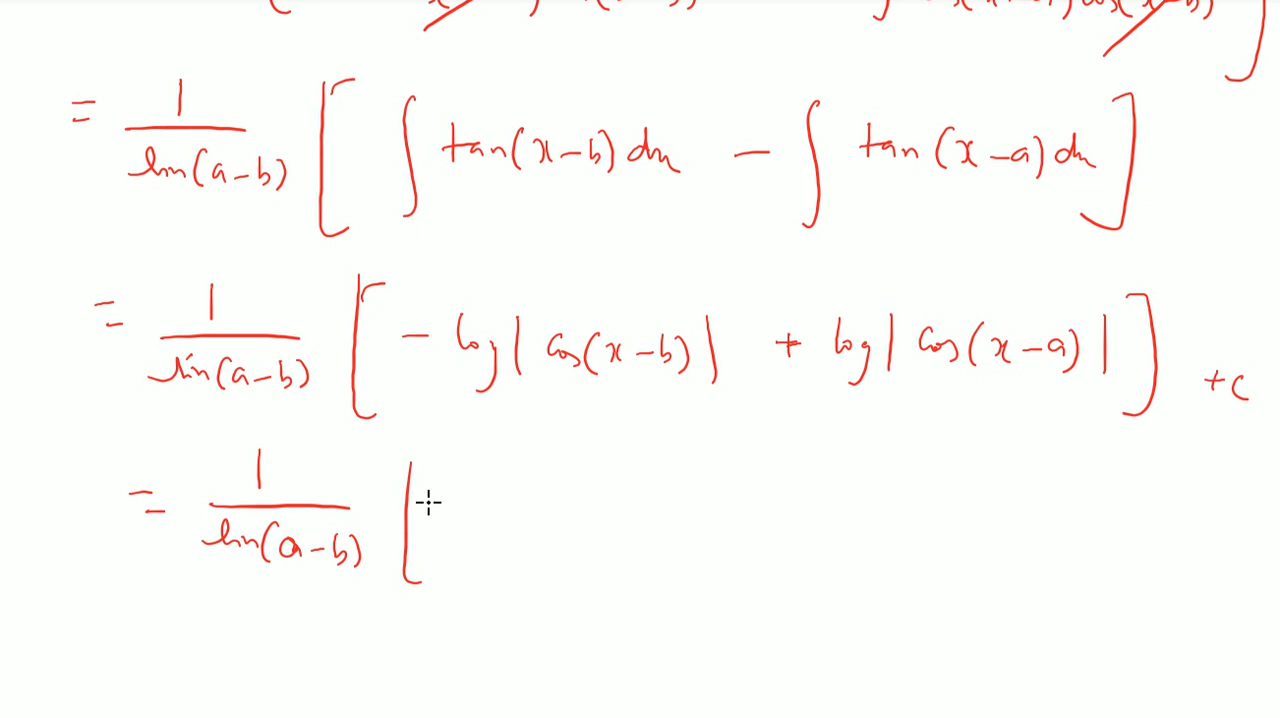 = 1/sin(a-b) [ ∫ tan(x-b) dx - ∫ tan(x-a) dx ]
= 1/sin(a-b) [ - log|cos(x-b)| + log|cos(x-a)| ] + c
= 1/sin(a-b) [